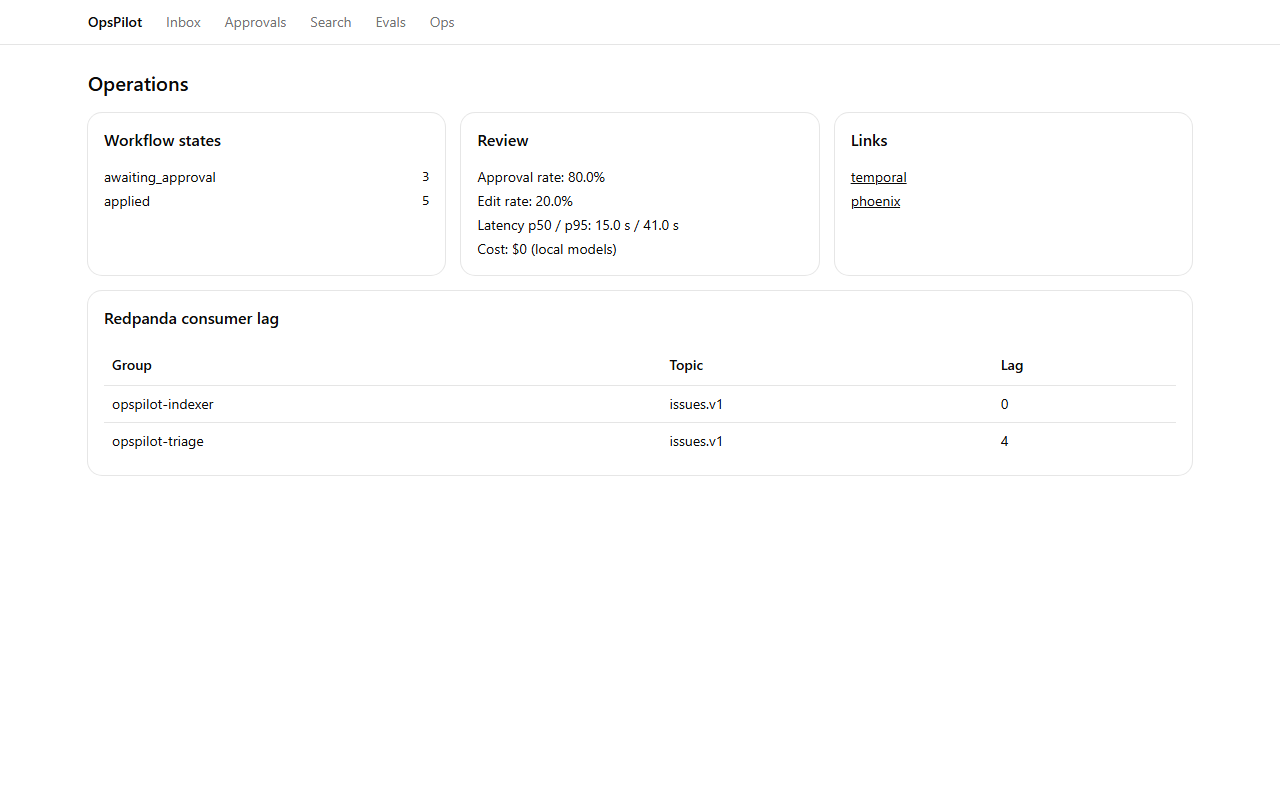 OpsPilot Inbox Approvals Search Evals Ops
Operations
Workflow states
awaiting_approval 3
applied 5
Review
Approval rate: 80.0%
Edit rate: 20.0%
Latency p50 / p95: 15.0 s / 41.0 s
Cost: $0 (local models)
Links
temporal
phoenix
Redpanda consumer lag
Group Topic Lag
opspilot-indexer issues.v1 0
opspilot-triage issues.v1 4